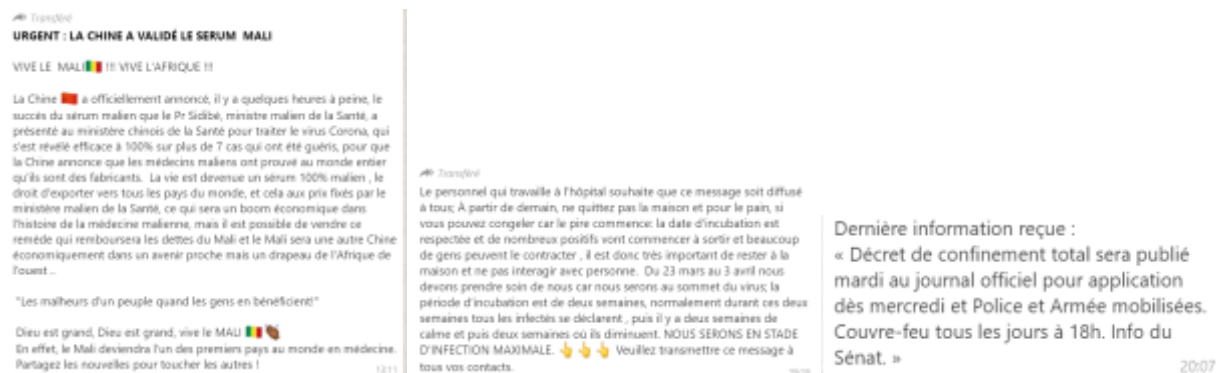 Transféré
URGENT : LA CHINE A VALIDÉ LE SERUM MALI
VIVE LE MALI🇲🇱 !!! VIVE L'AFRIQUE !!!
La Chine 🇨🇳 a officiellement annoncé, il y a quelques heures à peine, le
succès du sérum malien que le Pr Sidibé, ministre malien de la Santé, a
présenté au ministère chinois de la Santé pour traiter le virus Corona, qui
s'est révélé efficace à 100% sur plus de 7 cas qui ont été guéris, pour que
la Chine annonce que les médecins maliens ont prouvé au monde entier
qu'ils sont des fabricants. La vie est devenue un sérum 100% malien , le
droit d'exporter vers tous les pays du monde, et cela aux prix fixés par le
ministère malien de la Santé, ce qui sera un boom économique dans
l'histoire de la médecine malienne, mais il est possible de vendre ce
remède qui remboursera les dettes du Mali et le Mali sera une autre Chine
économiquement dans un avenir proche mais un drapeau de l'Afrique de
l'ouest ..
"Les malheurs d'un peuple quand les gens en bénéficient!"
Dieu est grand, Dieu est grand, vive le MALI 🇲🇱 👏🏾
En effet, le Mali deviendra l'un des premiers pays au monde en médecine.
Partagez les nouvelles pour toucher les autres !
13:11
Transféré
Le personnel qui travaille à l'hôpital souhaite que ce message soit diffusé
à tous; À partir de demain, ne quittez pas la maison et pour le pain, si
vous pouvez congeler car le pire commence: la date d'incubation est
respectée et de nombreux positifs vont commencer à sortir et beaucoup
de gens peuvent le contracter , il est donc très important de rester à la
maison et ne pas interagir avec personne. Du 23 mars au 3 avril nous
devons prendre soin de nous car nous serons au sommet du virus; la
période d'incubation est de deux semaines, normalement durant ces deux
semaines tous les infectés se déclarent , puis il y a deux semaines de
calme et puis deux semaines où ils diminuent. NOUS SERONS EN STADE
D'INFECTION MAXIMALE. 👆👆👆 Veuillez transmettre ce message à
tous vos contacts.
Dernière information reçue :
« Décret de confinement total sera publié
mardi au journal officiel pour application
dès mercredi et Police et Armée mobilisées.
Couvre-feu tous les jours à 18h. Info du
Sénat. »
20:07